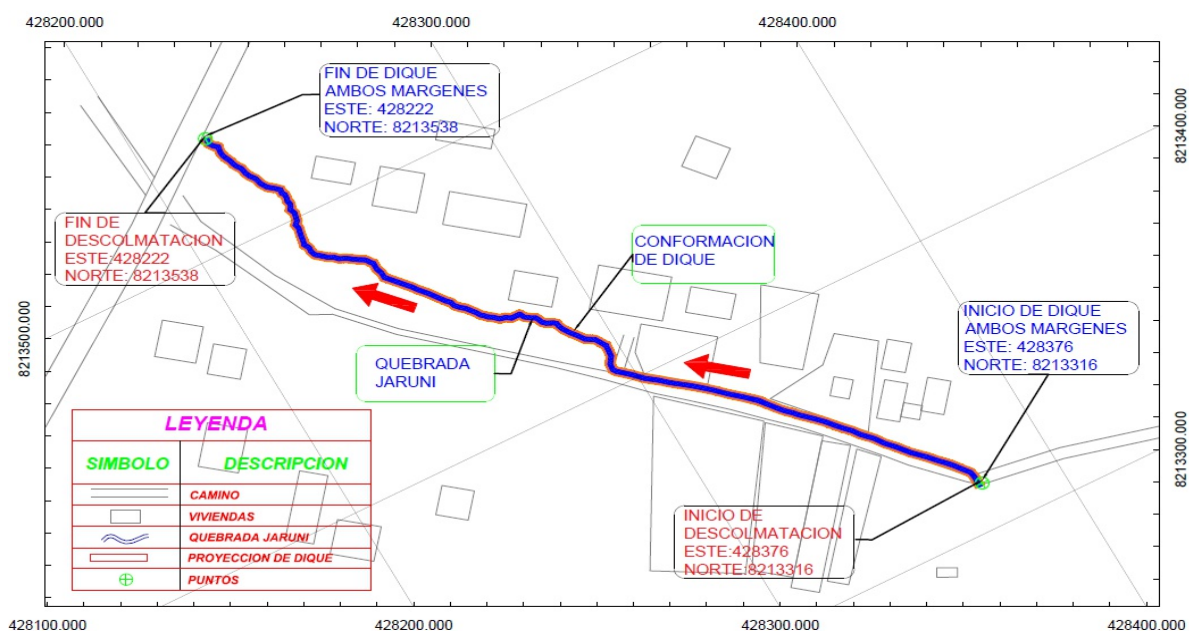 428200.000
428300.000
428400.000
FIN DE DIQUE
AMBOS MARGENES
ESTE: 428222
NORTE: 8213538
8213400.000
FIN DE
DESCOLMATACION
ESTE:428222
NORTE: 8213538
CONFORMACION
DE DIQUE
8213500.000
INICIO DE DIQUE
AMBOS MARGENES
ESTE: 428376
NORTE: 8213316
QUEBRADA
JARUNI
LEYENDA
SIMBOLO
DESCRIPCION
CAMINO
VIVIENDAS
QUEBRADA JARUNI
PROYECCION DE DIQUE
PUNTOS
8213300.000
INICIO DE
DESCOLMATACION
ESTE:428376
NORTE:8213316
428100.000
428200.000
428300.000
428400.000